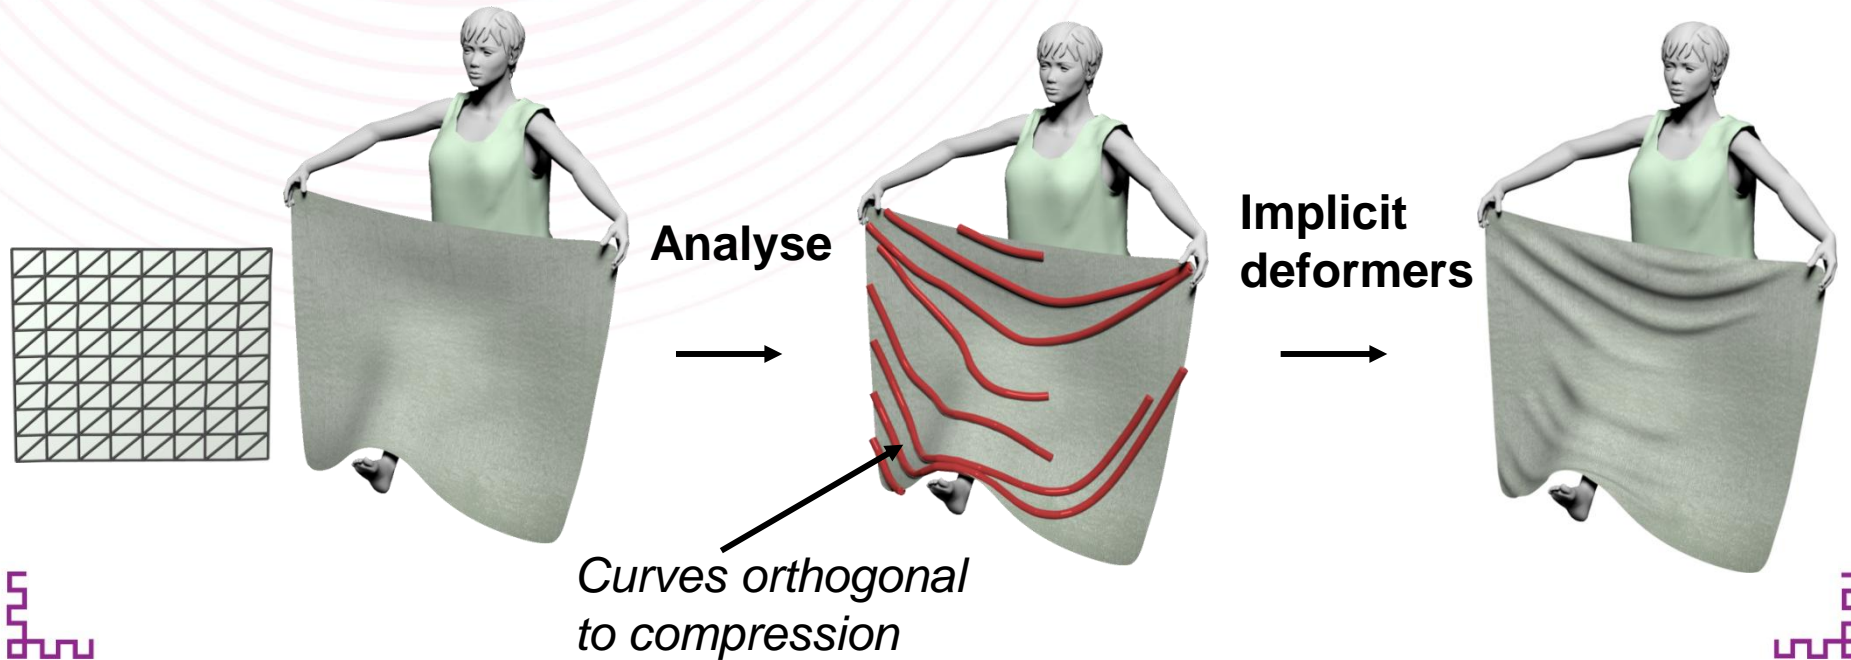 Analyse
Implicit
deformers
Curves orthogonal
to compression